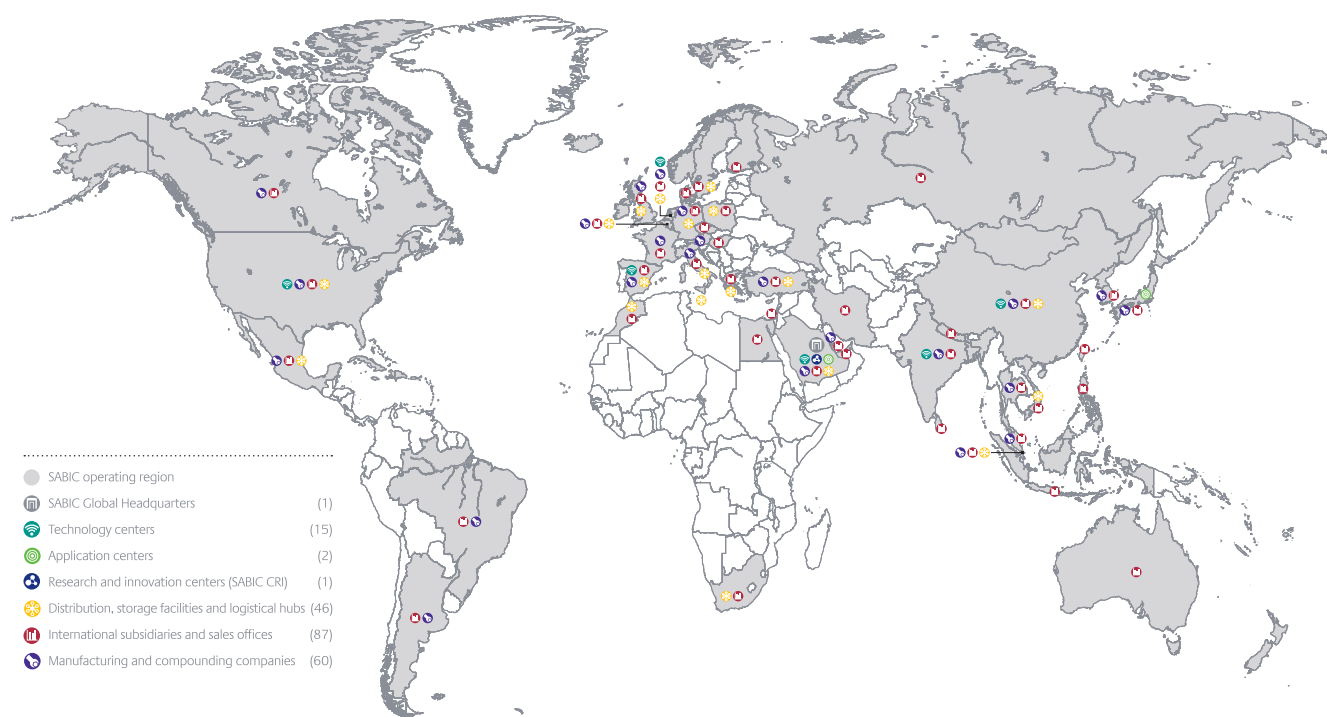 SABIC operating region
SABIC Global Headquarters (1)
Technology centers (15)
Application centers (2)
Research and innovation centers (SABIC CRI) (1)
Distribution, storage facilities and logistical hubs (46)
International subsidiaries and sales offices (87)
Manufacturing and compounding companies (60)